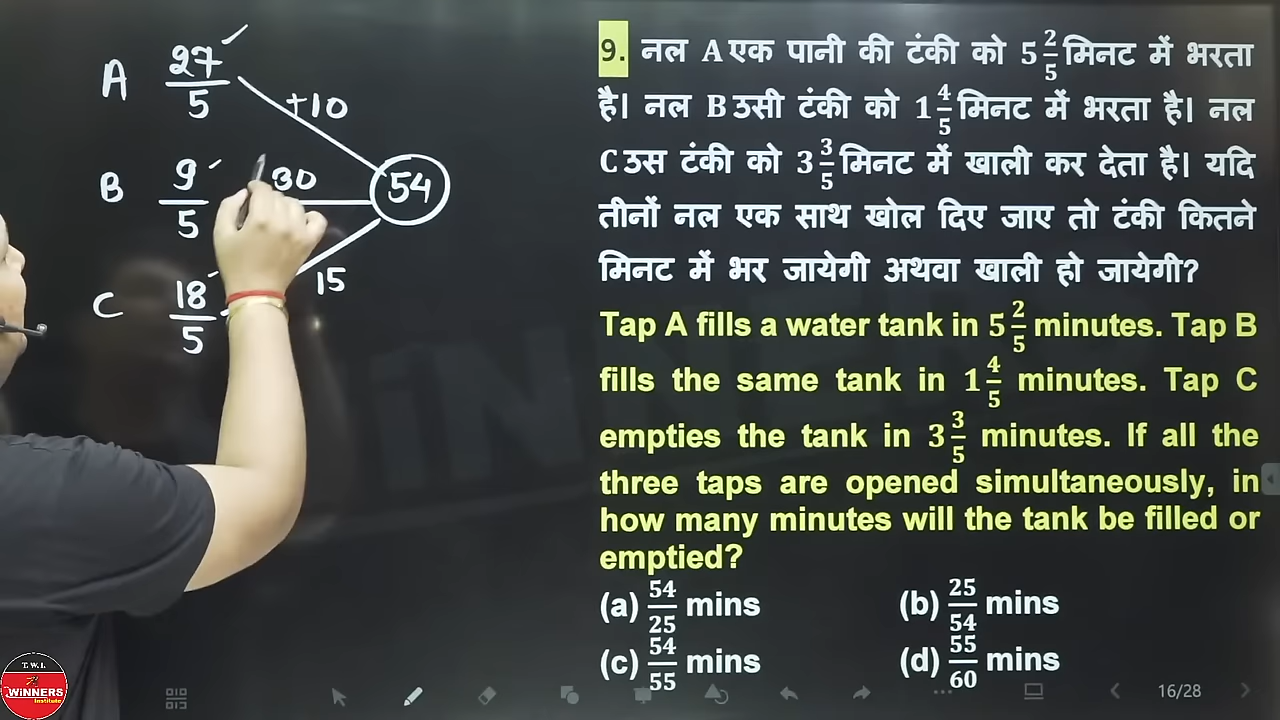 A 27/5 +10
B 9/5 30 54
C 18/5 15
9. नल A एक पानी की टंकी को 5 2/5 मिनट में भरता
है। नल B उसी टंकी को 1 4/5 मिनट में भरता है। नल
C उस टंकी को 3 3/5 मिनट में खाली कर देता है। यदि
तीनों नल एक साथ खोल दिए जाए तो टंकी कितने
मिनट में भर जायेगी अथवा खाली हो जायेगी?
Tap A fills a water tank in 5 2/5 minutes. Tap B
fills the same tank in 1 4/5 minutes. Tap C
empties the tank in 3 3/5 minutes. If all the
three taps are opened simultaneously, in
how many minutes will the tank be filled or
emptied?
(a) 54/25 mins (b) 25/54 mins
(c) 54/55 mins (d) 55/60 mins
T.W.I.
WINNERS
Institute
16/28